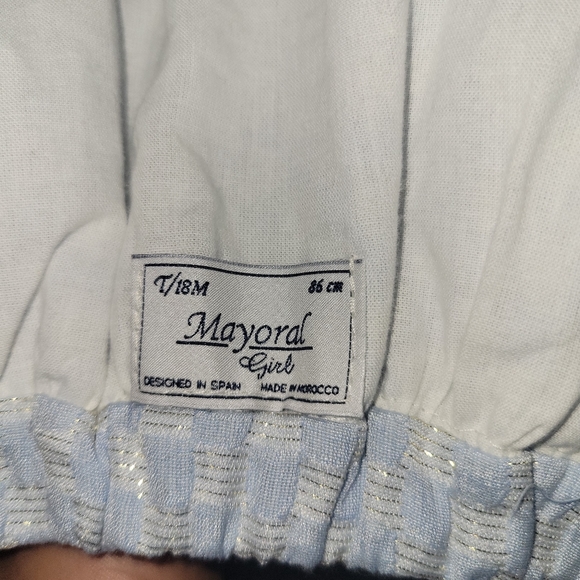 T/18M 86 cm
Mayoral
Girl
DESIGNED IN SPAIN MADE IN MOROCCO